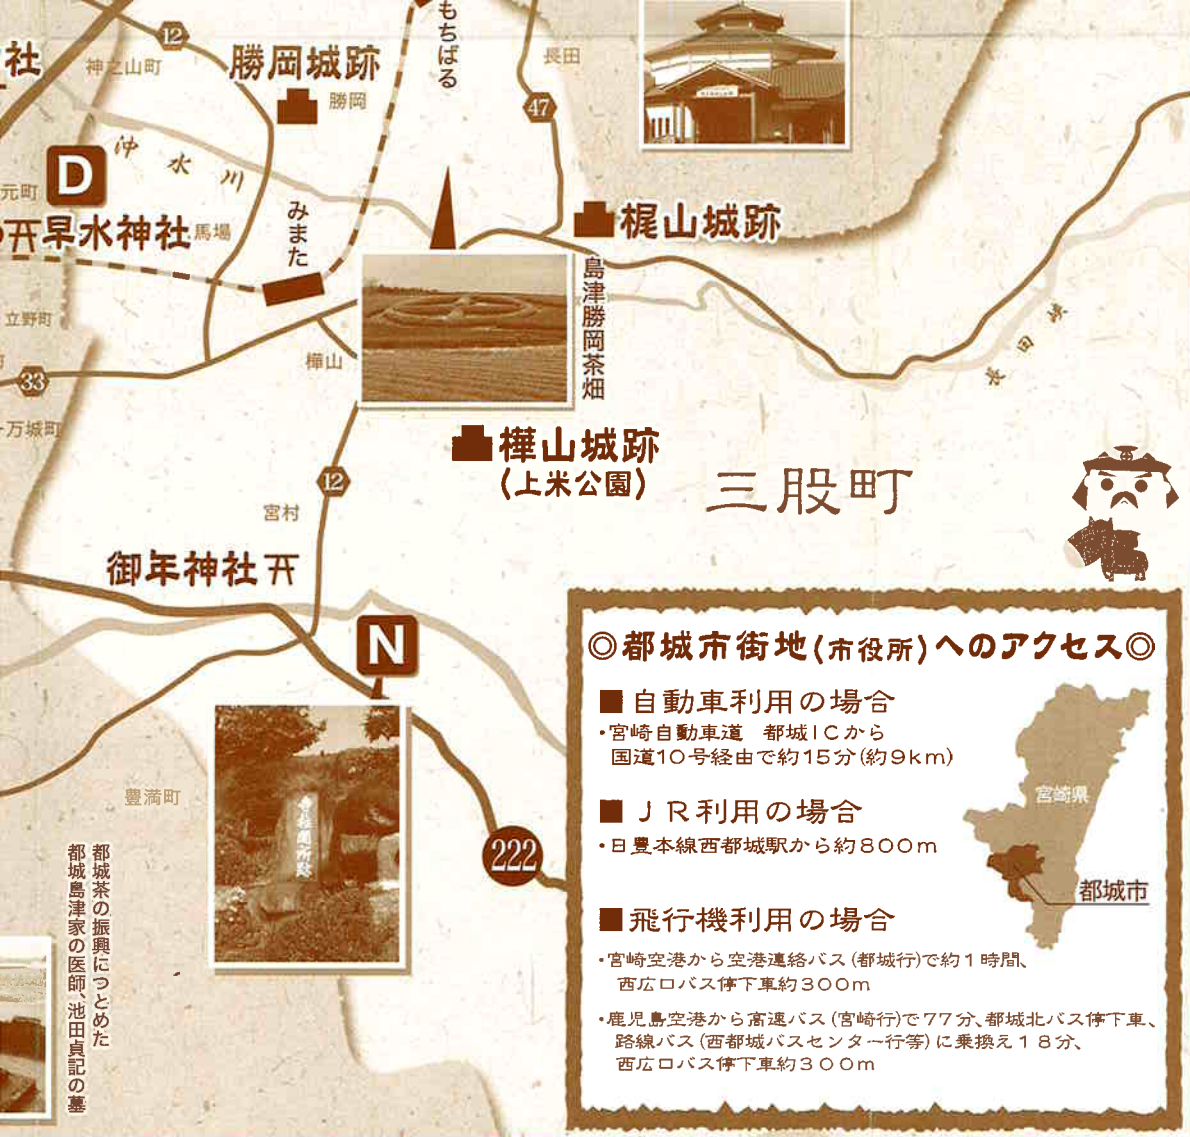 社
12
神之山町
勝岡城跡
勝岡
もちばる
長田
47
D
沖水川
元町
早水神社
馬場
みまた
梶山城跡
島津勝岡茶畑
立野町
長田峡
33
樺山
万城町
樺山城跡
(上米公園)
三股町
12
宮村
御年神社
N
222
豊満町
都城茶の振興につとめた
都城島津家の医師、池田貞記の墓
◎都城市街地(市役所)へのアクセス◎
■自動車利用の場合
・宮崎自動車道　都城ICから
国道10号経由で約15分(約9km)
■JR利用の場合
・日豊本線西都城駅から約800m
■飛行機利用の場合
・宮崎空港から空港連絡バス(都城行)で約1時間、
西広口バス停下車約300m
・鹿児島空港から高速バス(宮崎行)で77分、都城北バス停下車、
路線バス(西都城バスセンター行等)に乗換え18分、
西広口バス停下車約300m
宮崎県
都城市